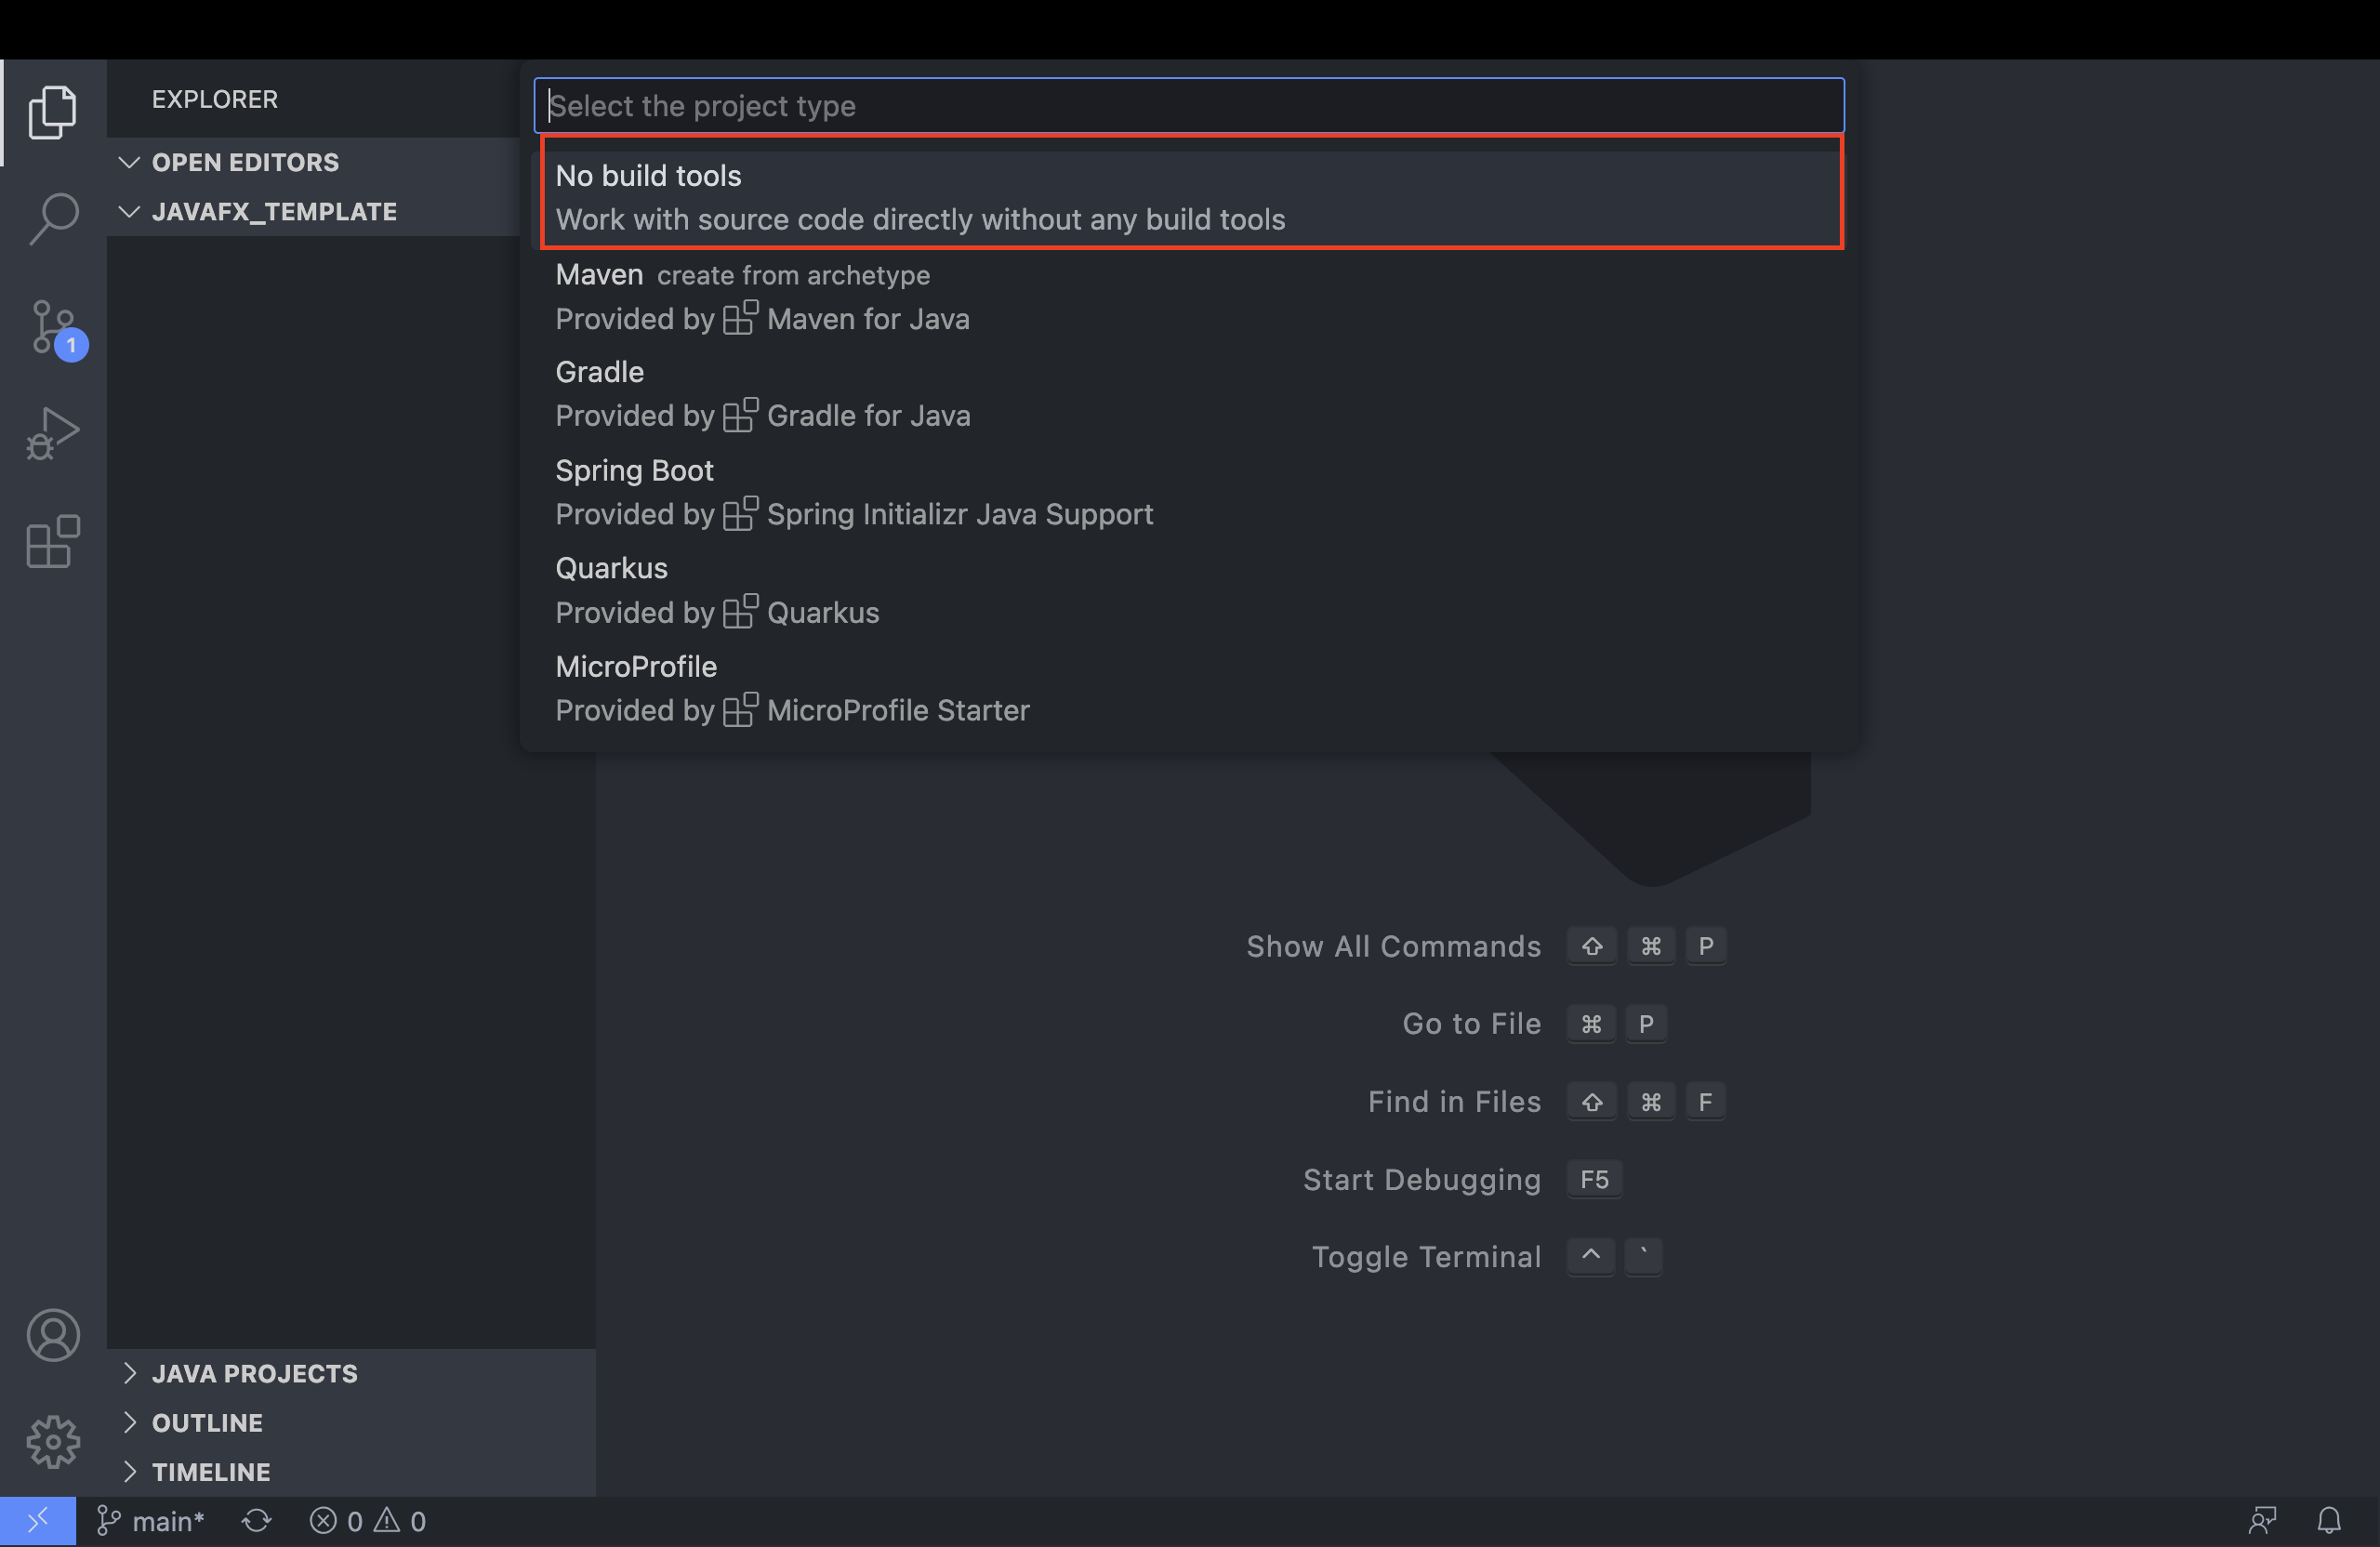 EXPLORER
OPEN EDITORS
JAVAFX_TEMPLATE
Select the project type
No build tools
Work with source code directly without any build tools
Maven create from archetype
Provided by Maven for Java
Gradle
Provided by Gradle for Java
Spring Boot
Provided by Spring Initializr Java Support
Quarkus
Provided by Quarkus
MicroProfile
Provided by MicroProfile Starter
1
Show All Commands ⇧ ⌘ P
Go to File ⌘ P
Find in Files ⇧ ⌘ F
Start Debugging F5
Toggle Terminal ^ `
JAVA PROJECTS
OUTLINE
TIMELINE
main* 0 0